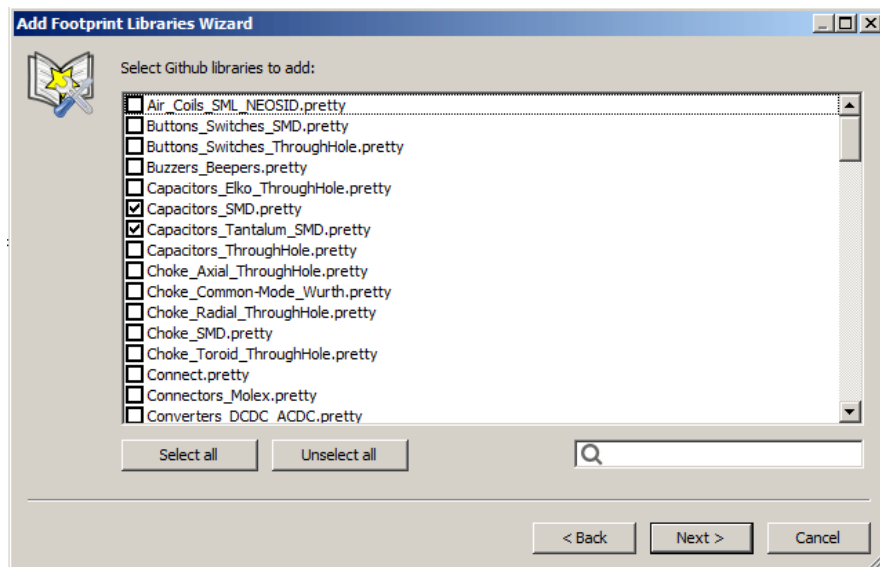 Add Footprint Libraries Wizard
Select Github libraries to add:
Air_Coils_SML_NEOSID.pretty
Buttons_Switches_SMD.pretty
Buttons_Switches_ThroughHole.pretty
Buzzers_Beepers.pretty
Capacitors_Elko_ThroughHole.pretty
Capacitors_SMD.pretty
Capacitors_Tantalum_SMD.pretty
Capacitors_ThroughHole.pretty
Choke_Axial_ThroughHole.pretty
Choke_Common-Mode_Wurth.pretty
Choke_Radial_ThroughHole.pretty
Choke_SMD.pretty
Choke_Toroid_ThroughHole.pretty
Connect.pretty
Connectors_Molex.pretty
Converters_DCDC_ACDC.pretty
Select all Unselect all
< Back Next > Cancel